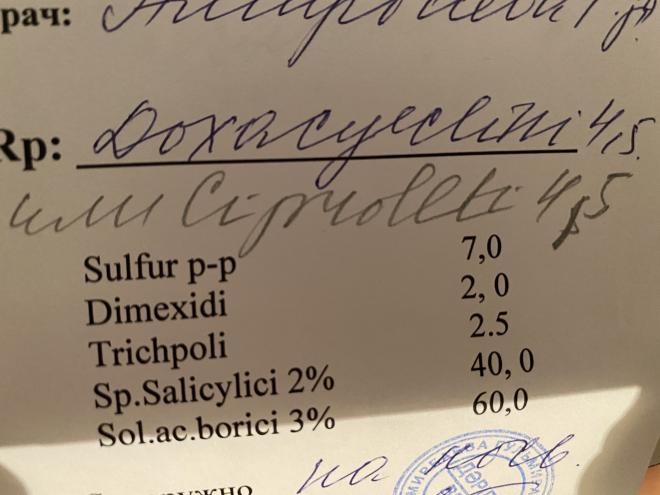 рач:
Rp: Doxacyclini 4,5
или 4,5
Sulfur p-p 7,0
Dimexidi 2, 0
Trichpoli 2.5
Sp.Salicylici 2% 40, 0
Sol.ac.borici 3% 60,0
на ночь.